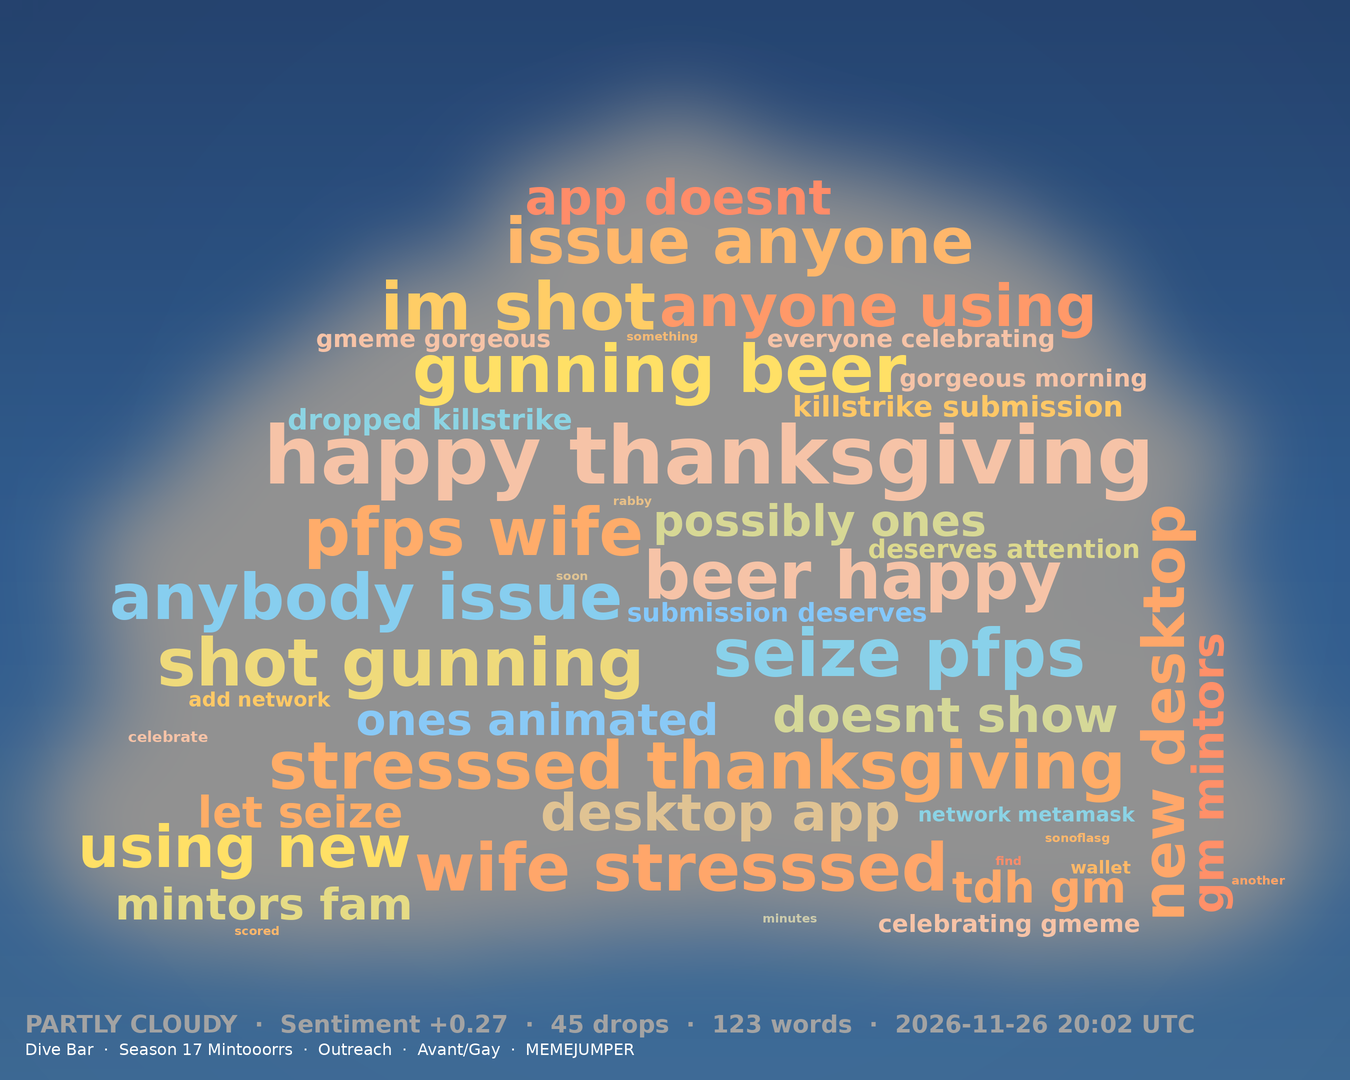 app doesnt
issue anyone
im shot anyone using
gmeme gorgeous something everyone celebrating
gunning beer gorgeous morning
dropped killstrike killstrike submission
happy thanksgiving
rabby
pfps wife possibly ones
deserves attention
anybody issue soon beer happy
submission deserves
shot gunning seize pfps
add network
ones animated doesnt show
celebrate
stresssed thanksgiving
let seize desktop app network metamask
using new sonoflasg
wife stresssed find wallet
tdh gm another
mintors fam
minutes celebrating gmeme
scored
new desktop
gm mintors
PARTLY CLOUDY · Sentiment +0.27 · 45 drops · 123 words · 2026-11-26 20:02 UTC
Dive Bar · Season 17 Mintooorrs · Outreach · Avant/Gay · MEMEJUMPER